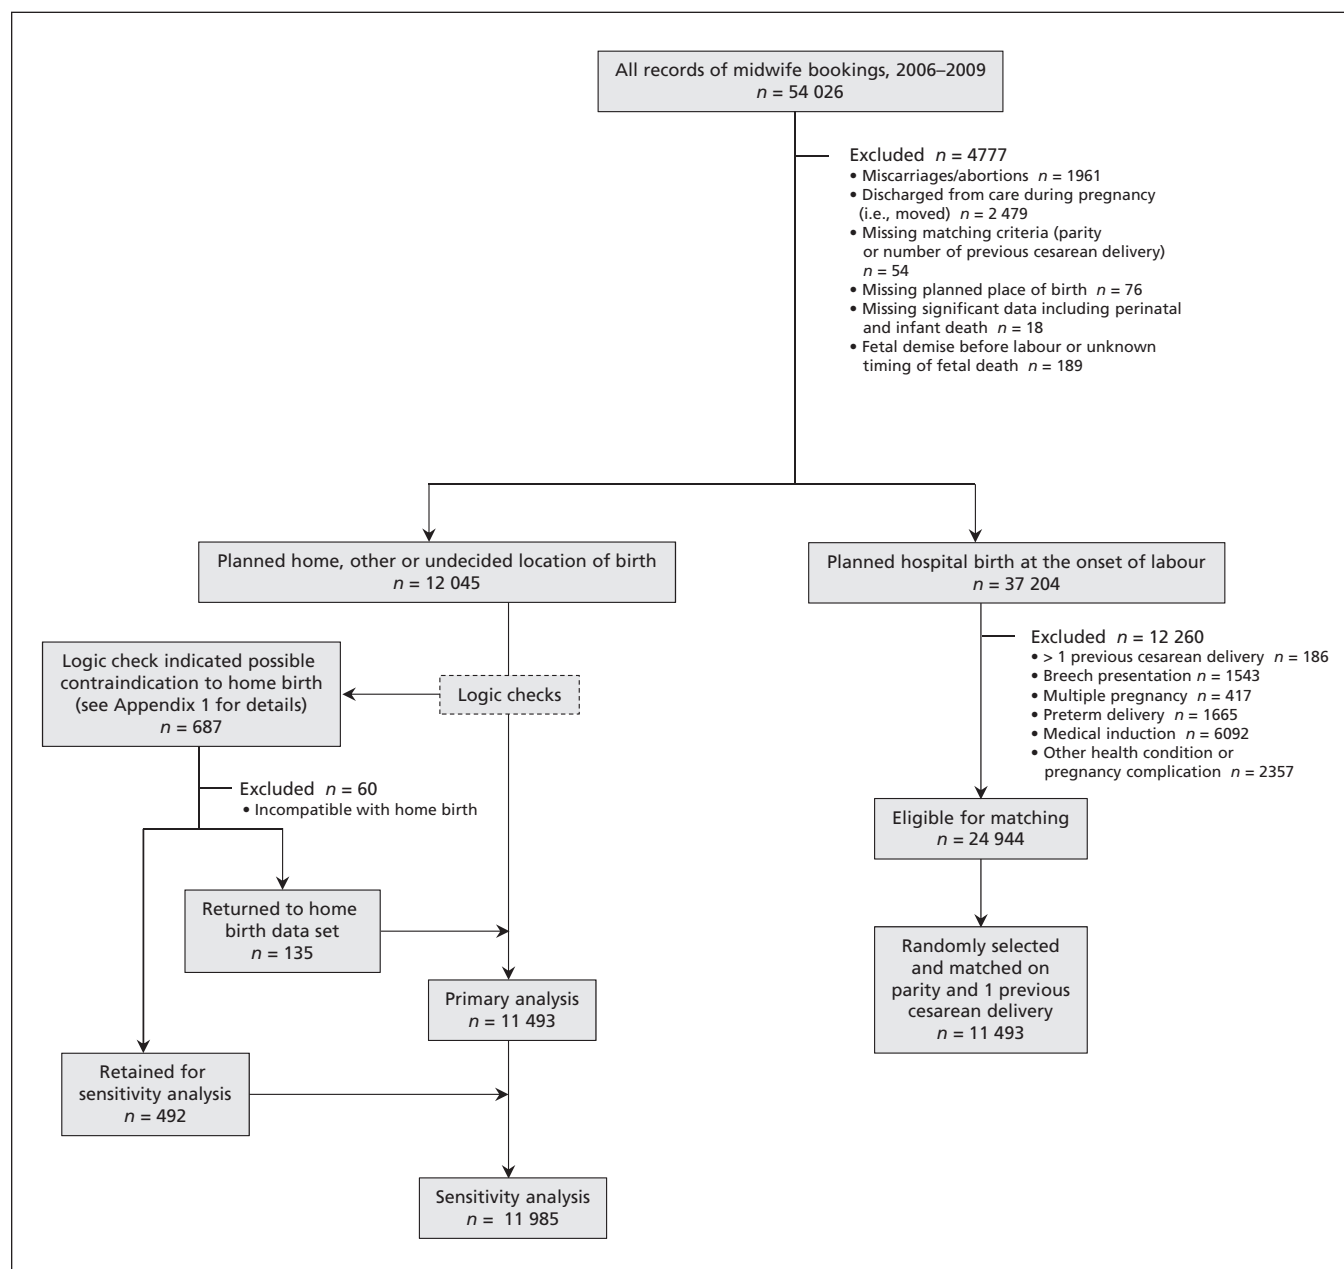 All records of midwife bookings, 2006–2009
n = 54 026
Excluded n = 4777
• Miscarriages/abortions n = 1961
• Discharged from care during pregnancy
(i.e., moved) n = 2 479
• Missing matching criteria (parity
or number of previous cesarean delivery)
n = 54
• Missing planned place of birth n = 76
• Missing significant data including perinatal
and infant death n = 18
• Fetal demise before labour or unknown
timing of fetal death n = 189
Planned home, other or undecided location of birth
n = 12 045
Planned hospital birth at the onset of labour
n = 37 204
Logic check indicated possible
contraindication to home birth
(see Appendix 1 for details)
n = 687
Logic checks
Excluded n = 60
• Incompatible with home birth
Returned to home
birth data set
n = 135
Primary analysis
n = 11 493
Retained for
sensitivity analysis
n = 492
Sensitivity analysis
n = 11 985
Excluded n = 12 260
• > 1 previous cesarean delivery n = 186
• Breech presentation n = 1543
• Multiple pregnancy n = 417
• Preterm delivery n = 1665
• Medical induction n = 6092
• Other health condition or
pregnancy complication n = 2357
Eligible for matching
n = 24 944
Randomly selected
and matched on
parity and 1 previous
cesarean delivery
n = 11 493